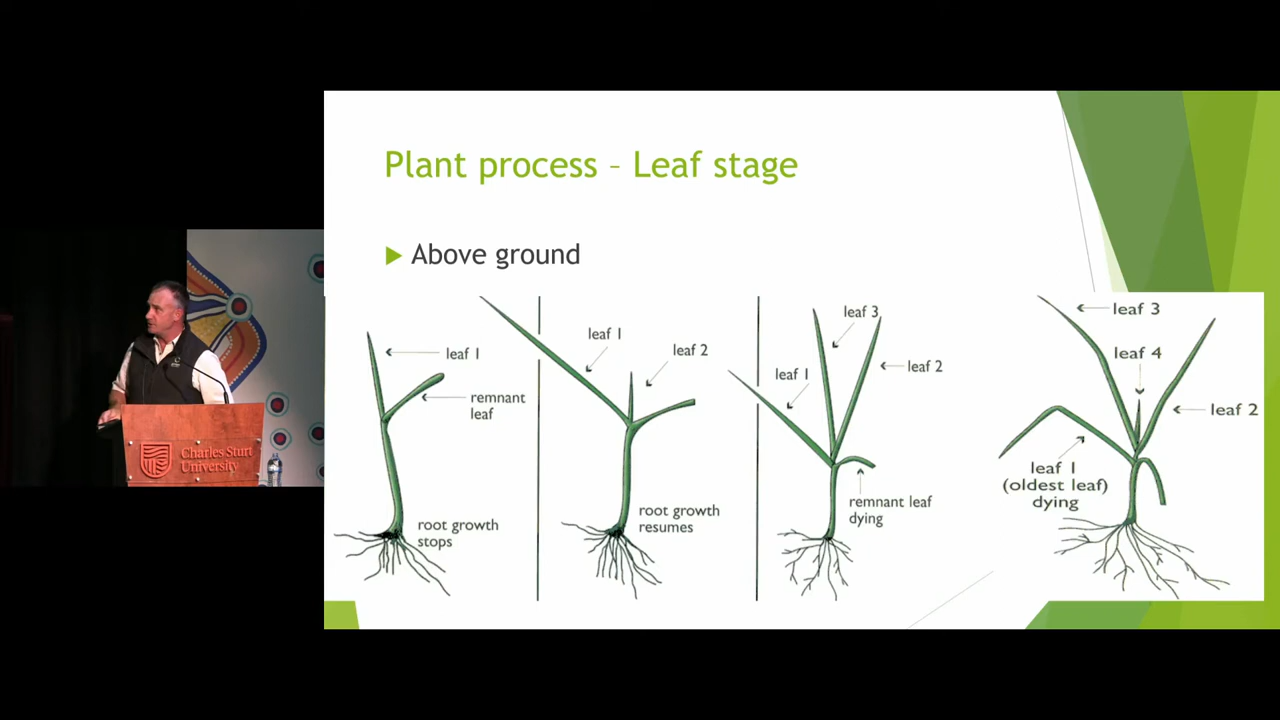 Plant process – Leaf stage
Above ground
leaf 1
remnant
leaf
root growth
stops
leaf 1
leaf 2
root growth
resumes
leaf 3
leaf 1
leaf 2
remnant leaf
dying
leaf 3
leaf 4
leaf 2
leaf 1
(oldest leaf)
dying
Charles Sturt
University